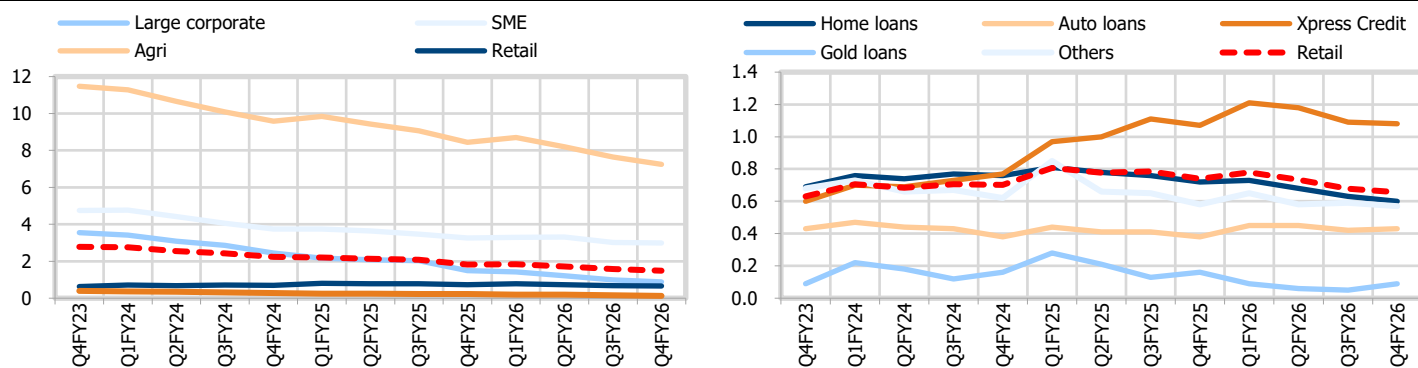 Large corporate SME
Agri Retail
12
10
8
6
4
2
0
Q4FY23 Q1FY24 Q2FY24 Q3FY24 Q4FY24 Q1FY25 Q2FY25 Q3FY25 Q4FY25 Q1FY26 Q2FY26 Q3FY26 Q4FY26
Home loans Auto loans Xpress Credit
Gold loans Others Retail
1.4
1.2
1.0
0.8
0.6
0.4
0.2
0.0
Q4FY23 Q1FY24 Q2FY24 Q3FY24 Q4FY24 Q1FY25 Q2FY25 Q3FY25 Q4FY25 Q1FY26 Q2FY26 Q3FY26 Q4FY26